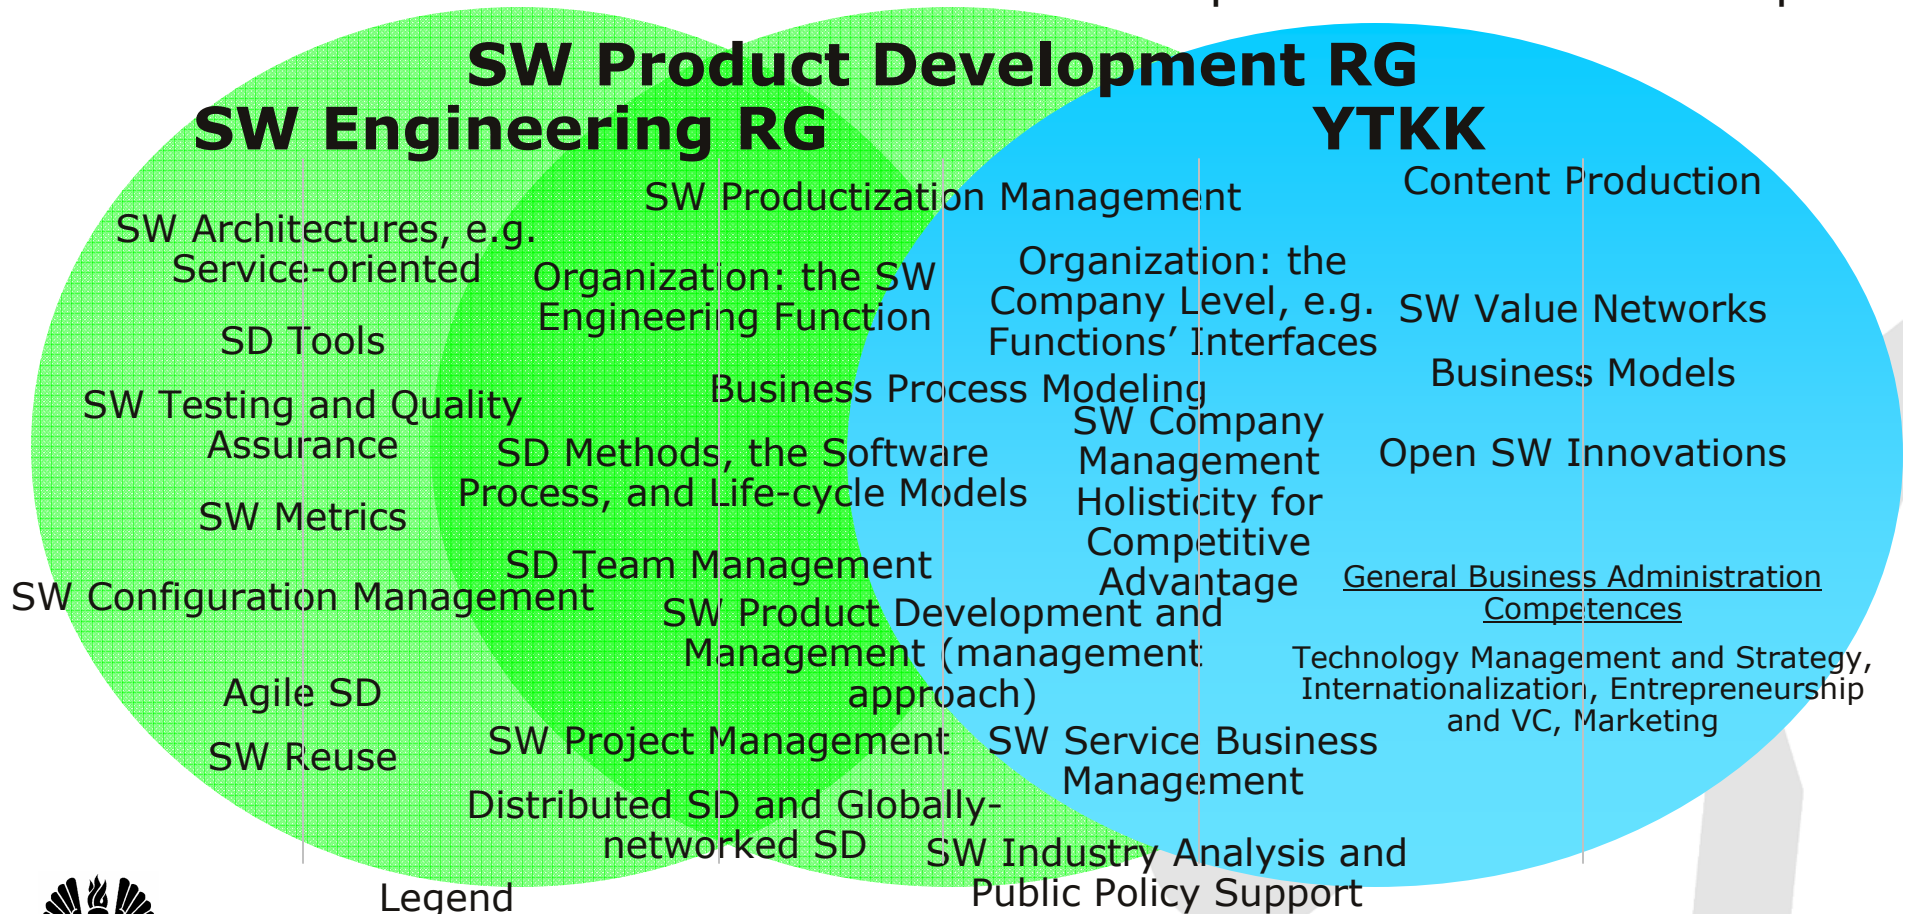 SW Product Development RG
SW Engineering RG
YTKK
SW Architectures, e.g.
Service-oriented
SD Tools
SW Testing and Quality
Assurance
SW Metrics
SW Configuration Management
Agile SD
SW Reuse
SW Productization Management
Organization: the SW
Engineering Function
Organization: the
Company Level, e.g.
Functions’ Interfaces
Business Process Modeling
SD Methods, the Software
Process, and Life-cycle Models
SW Company
Management
Holisticity for
Competitive
Advantage
SD Team Management
SW Product Development and
Management (management
approach)
SW Project Management
SW Service Business
Management
Distributed SD and Globally-
networked SD
SW Industry Analysis and
Public Policy Support
Content Production
SW Value Networks
Business Models
Open SW Innovations
General Business Administration
Competences
Technology Management and Strategy,
Internationalization, Entrepreneurship
and VC, Marketing
Legend